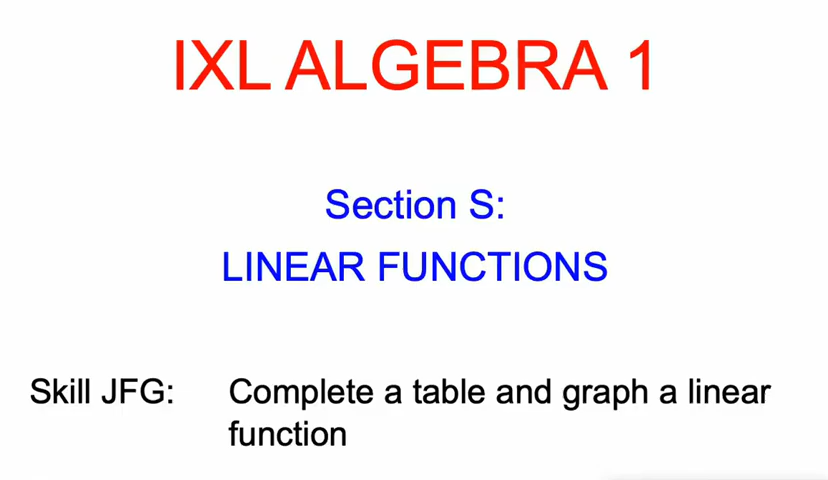 IXL ALGEBRA 1
Section S:
LINEAR FUNCTIONS
Skill JFG: Complete a table and graph a linear
function